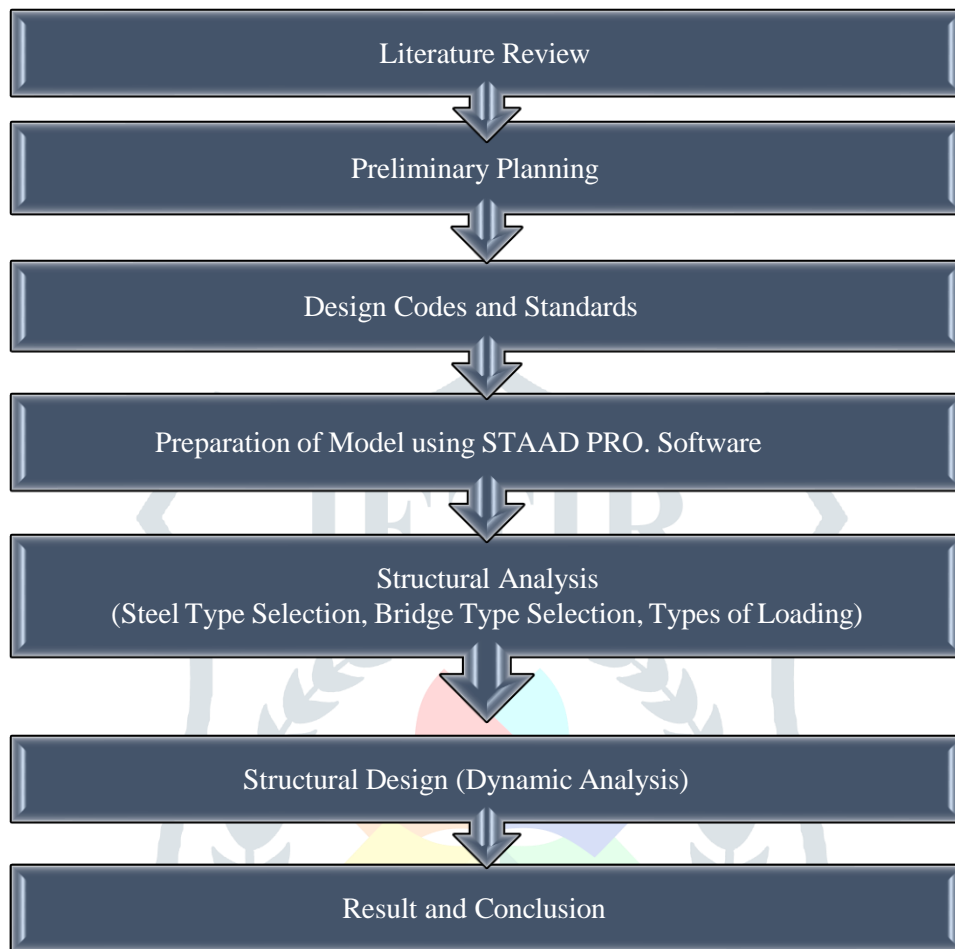 Literature Review
Preliminary Planning
Design Codes and Standards
Preparation of Model using STAAD PRO. Software
JETIR
Structural Analysis
(Steel Type Selection, Bridge Type Selection, Types of Loading)
Structural Design (Dynamic Analysis)
Result and Conclusion